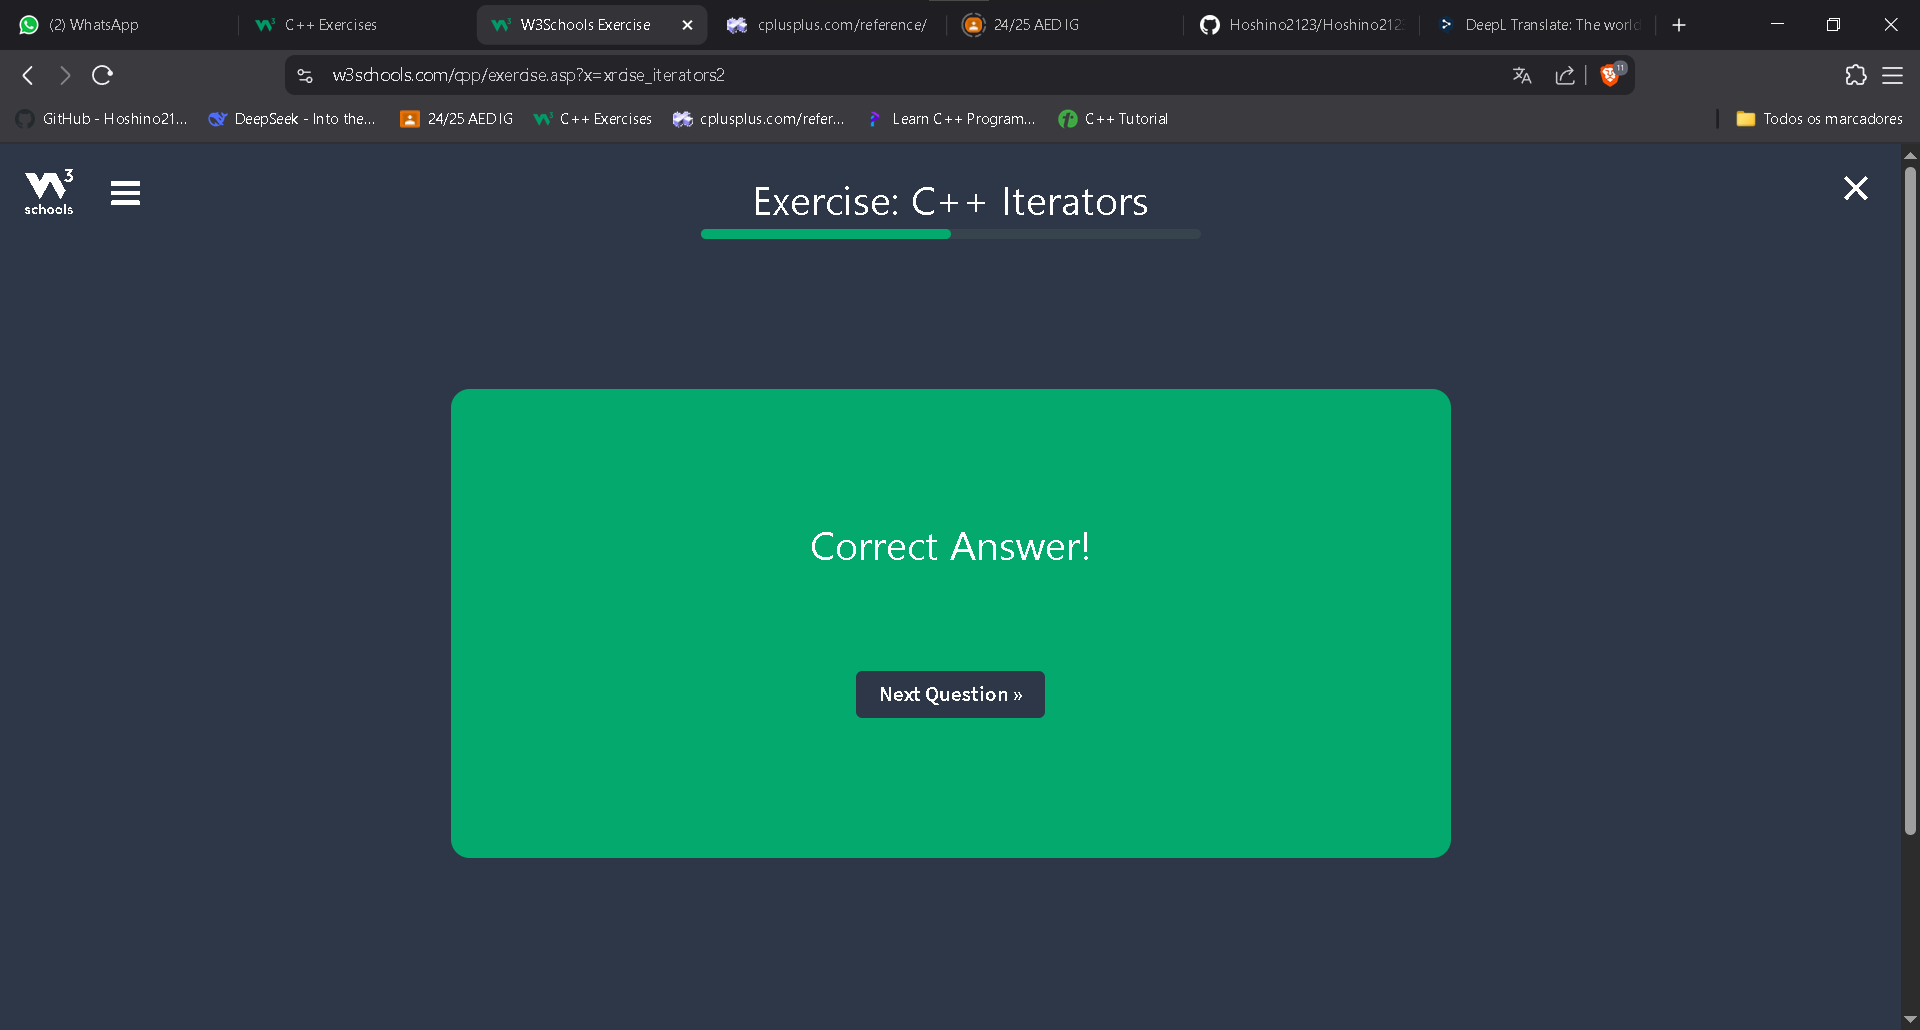 (2) WhatsApp
C++ Exercises
W3Schools Exercise
cplusplus.com/reference/
24/25 AED IG
Hoshino2123/Hoshino212
DeepL Translate: The world
w3schools.com/cpp/exercise.asp?x=xrcise_iterators2
11
GitHub - Hoshino21...
DeepSeek - Into the...
24/25 AED IG
C++ Exercises
cplusplus.com/refer...
Learn C++ Program...
C++ Tutorial
Todos os marcadores
W3
schools
Exercise: C++ Iterators
Correct Answer!
Next Question »